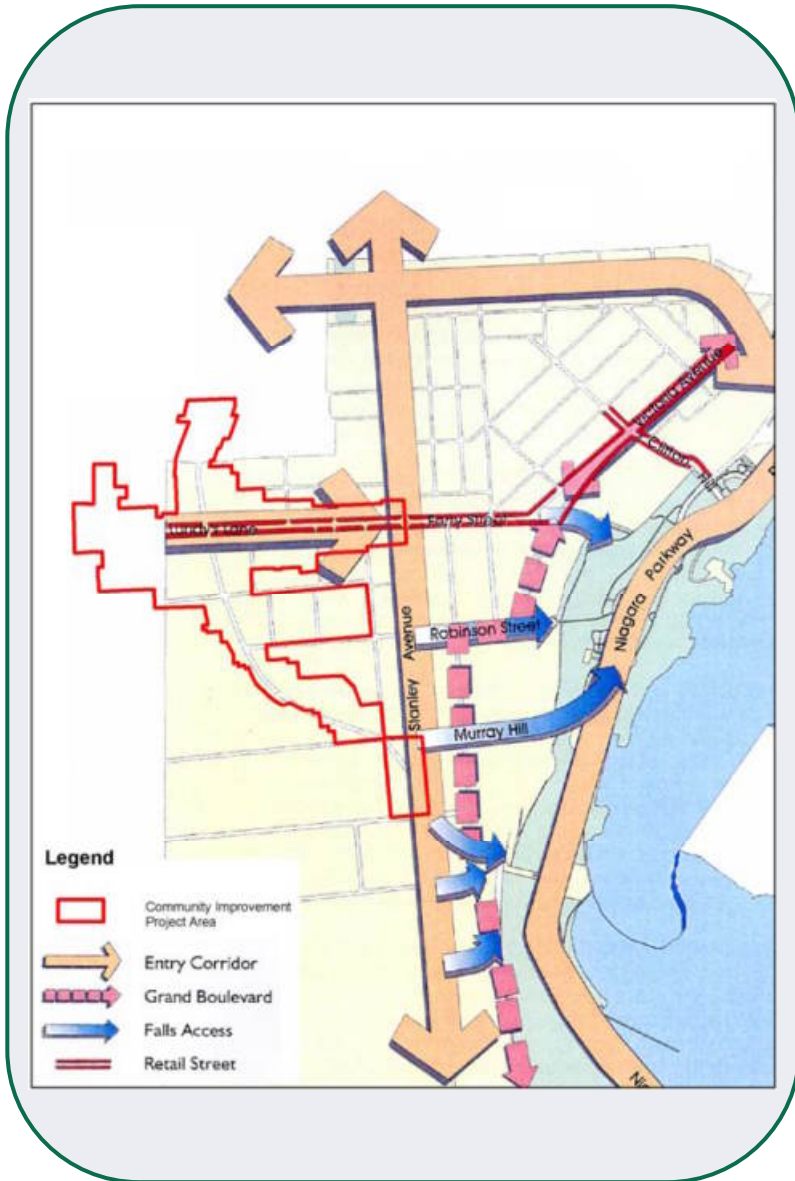 Victoria Avenue
Clifton Hill
Lundy's Lane
Ferry Street
Niagara Parkway
Robinson Street
Stanley Avenue
Murray Hill
Legend
Community Improvement
Project Area
Entry Corridor
Grand Boulevard
Falls Access
Retail Street